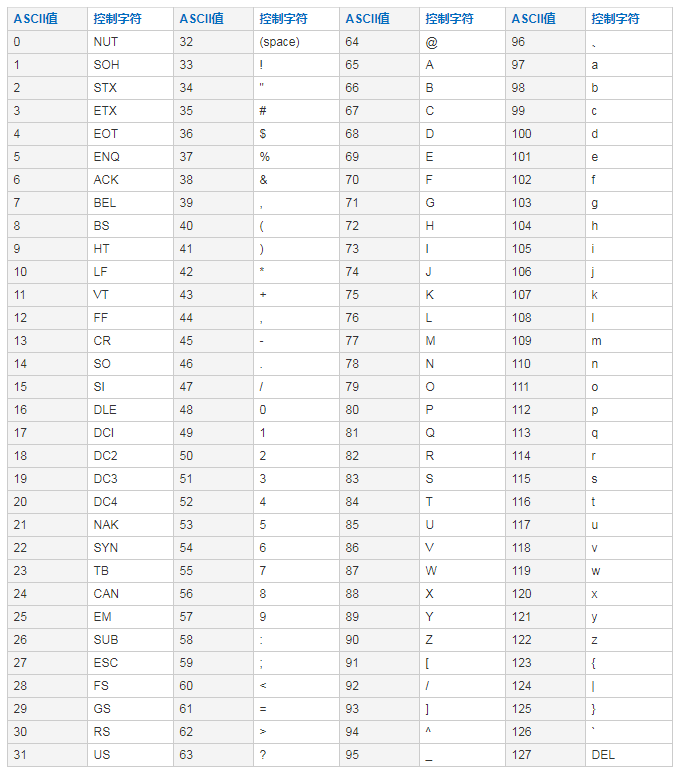 ASCII值 控制字符 ASCII值 控制字符 ASCII值 控制字符 ASCII值 控制字符
0 NUT 32 (space) 64 @ 96 、
1 SOH 33 ! 65 A 97 a
2 STX 34 " 66 B 98 b
3 ETX 35 # 67 C 99 c
4 EOT 36 $ 68 D 100 d
5 ENQ 37 % 69 E 101 e
6 ACK 38 & 70 F 102 f
7 BEL 39 , 71 G 103 g
8 BS 40 ( 72 H 104 h
9 HT 41 ) 73 I 105 i
10 LF 42 * 74 J 106 j
11 VT 43 + 75 K 107 k
12 FF 44 , 76 L 108 l
13 CR 45 - 77 M 109 m
14 SO 46 . 78 N 110 n
15 SI 47 / 79 O 111 o
16 DLE 48 0 80 P 112 p
17 DCI 49 1 81 Q 113 q
18 DC2 50 2 82 R 114 r
19 DC3 51 3 83 S 115 s
20 DC4 52 4 84 T 116 t
21 NAK 53 5 85 U 117 u
22 SYN 54 6 86 V 118 v
23 TB 55 7 87 W 119 w
24 CAN 56 8 88 X 120 x
25 EM 57 9 89 Y 121 y
26 SUB 58 : 90 Z 122 z
27 ESC 59 ; 91 [ 123 {
28 FS 60 < 92 / 124 |
29 GS 61 = 93 ] 125 }
30 RS 62 > 94 ^ 126 `
31 US 63 ? 95 _ 127 DEL